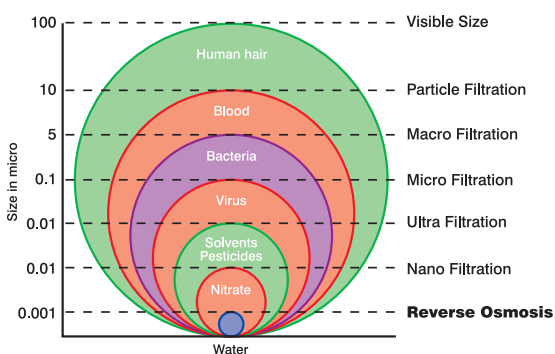 100
Visible Size
Human hair
10
Particle Filtration
Blood
5
Macro Filtration
Bacteria
0.1
Micro Filtration
Virus
0.01
Ultra Filtration
Solvents
Pesticides
0.01
Nano Filtration
Nitrate
0.001
Reverse Osmosis
Water
Size in micro